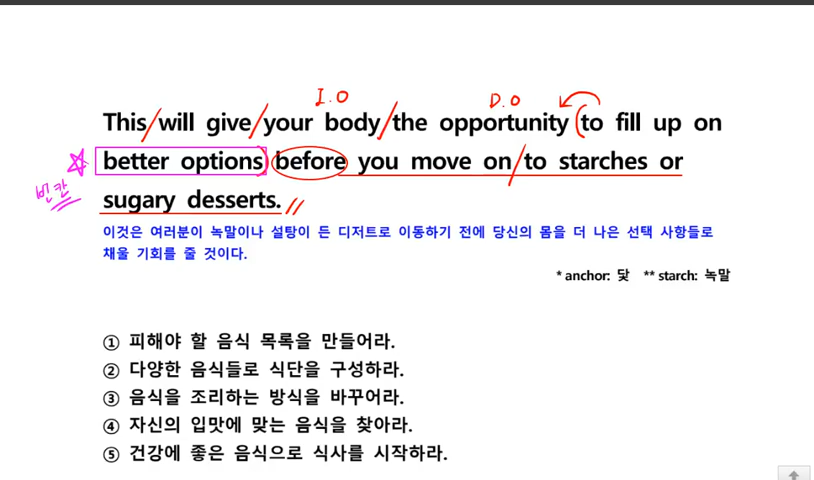 I.O D.O
This will give your body the opportunity to fill up on
better options before you move on to starches or
빈칸
sugary desserts.
이것은 여러분이 녹말이나 설탕이 든 디저트로 이동하기 전에 당신의 몸을 더 나은 선택 사항들로
채울 기회를 줄 것이다.
* anchor: 닻 ** starch: 녹말
① 피해야 할 음식 목록을 만들어라.
② 다양한 음식들로 식단을 구성하라.
③ 음식을 조리하는 방식을 바꾸어라.
④ 자신의 입맛에 맞는 음식을 찾아라.
⑤ 건강에 좋은 음식으로 식사를 시작하라.